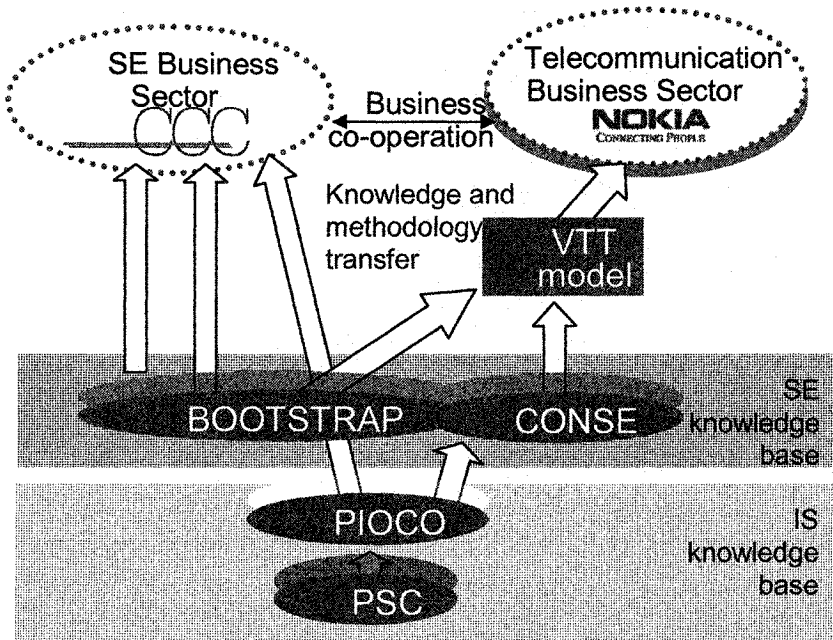 SE Business
Sector
CCC
Telecommunication
Business Sector
NOKIA
CONNECTING PEOPLE
Business
co-operation
Knowledge and
methodology
transfer
VTT
model
BOOTSTRAP
CONSE
SE
knowledge
base
PIOCO
IS
knowledge
base
PSC